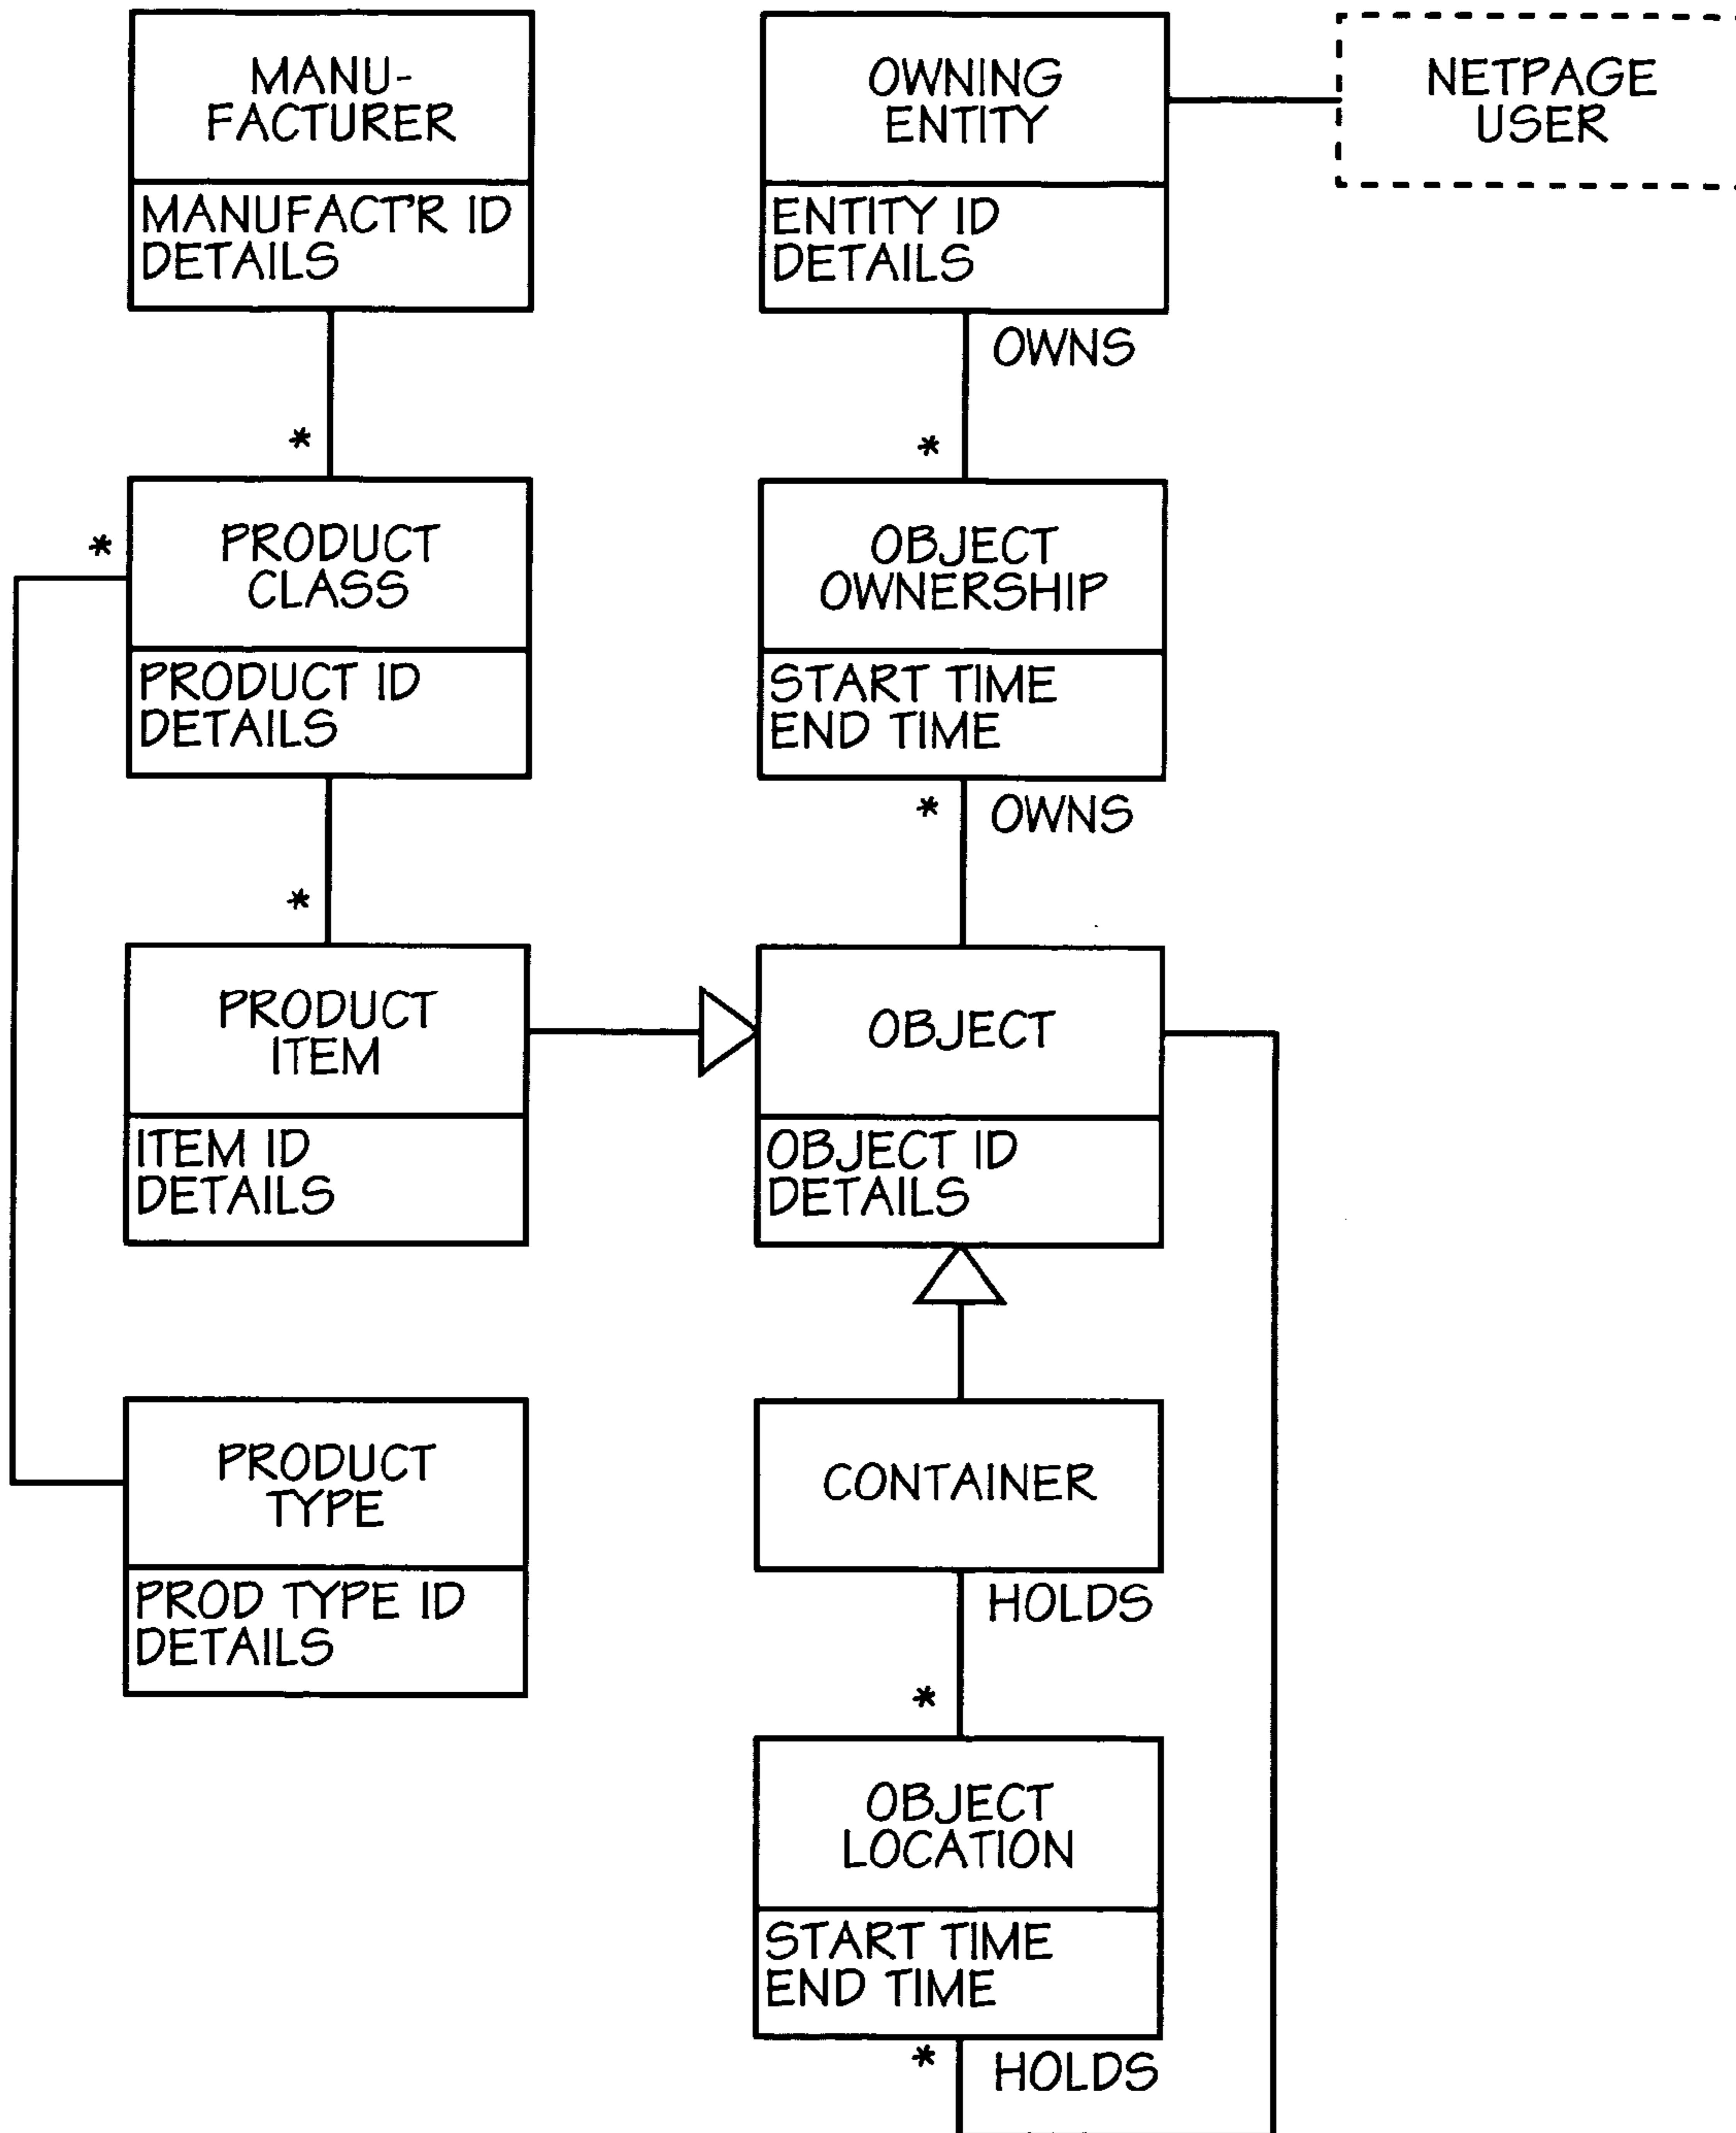 MANU-
FACTURER
MANUFACT'R ID
DETAILS
OWNING
ENTITY
ENTITY ID
DETAILS
NETPAGE
USER
OWNS
*
*
*
PRODUCT
CLASS
PRODUCT ID
DETAILS
OBJECT
OWNERSHIP
START TIME
END TIME
* OWNS
*
PRODUCT
ITEM
ITEM ID
DETAILS
OBJECT
OBJECT ID
DETAILS
PRODUCT
TYPE
PROD TYPE ID
DETAILS
CONTAINER
HOLDS
*
OBJECT
LOCATION
START TIME
END TIME
* HOLDS